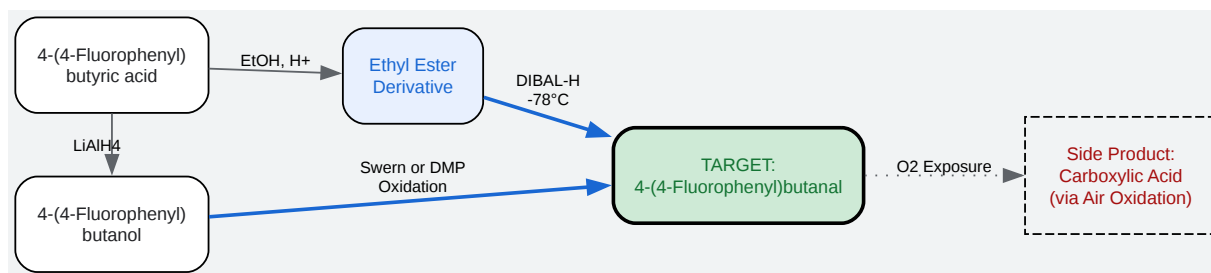 4-(4-Fluorophenyl)
butyric acid
EtOH, H+
Ethyl Ester
Derivative
DIBAL-H
-78°C
LiAlH4
4-(4-Fluorophenyl)
butanol
Swern or DMP
Oxidation
TARGET:
4-(4-Fluorophenyl)butanal
O2 Exposure
Side Product:
Carboxylic Acid
(via Air Oxidation)